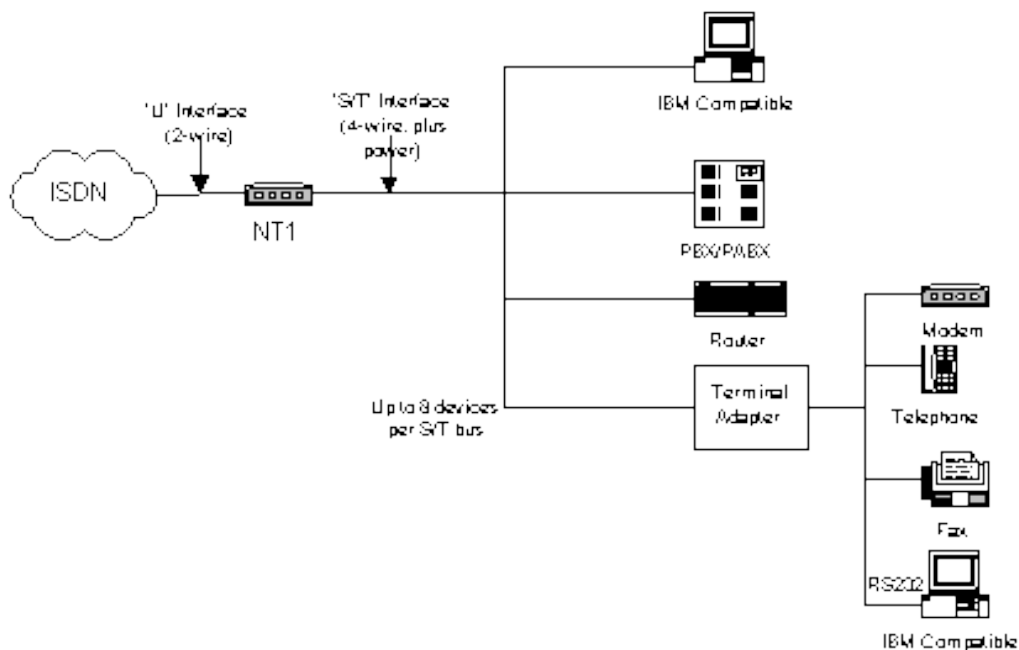 "U" Interface
(2-wire)
"S/T" Interface
(4-wire, plus
power)
ISDN
NT1
IBM Compatible
PBX/PABX
Router
Up to 8 devices
per S/T bus
Terminal
Adapter
Modem
Telephone
Fax
RS232
IBM Compatible